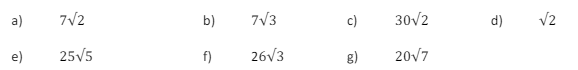 a) 7√2 b) 7√3 c) 30√2 d) √2
e) 25√5 f) 26√3 g) 20√7